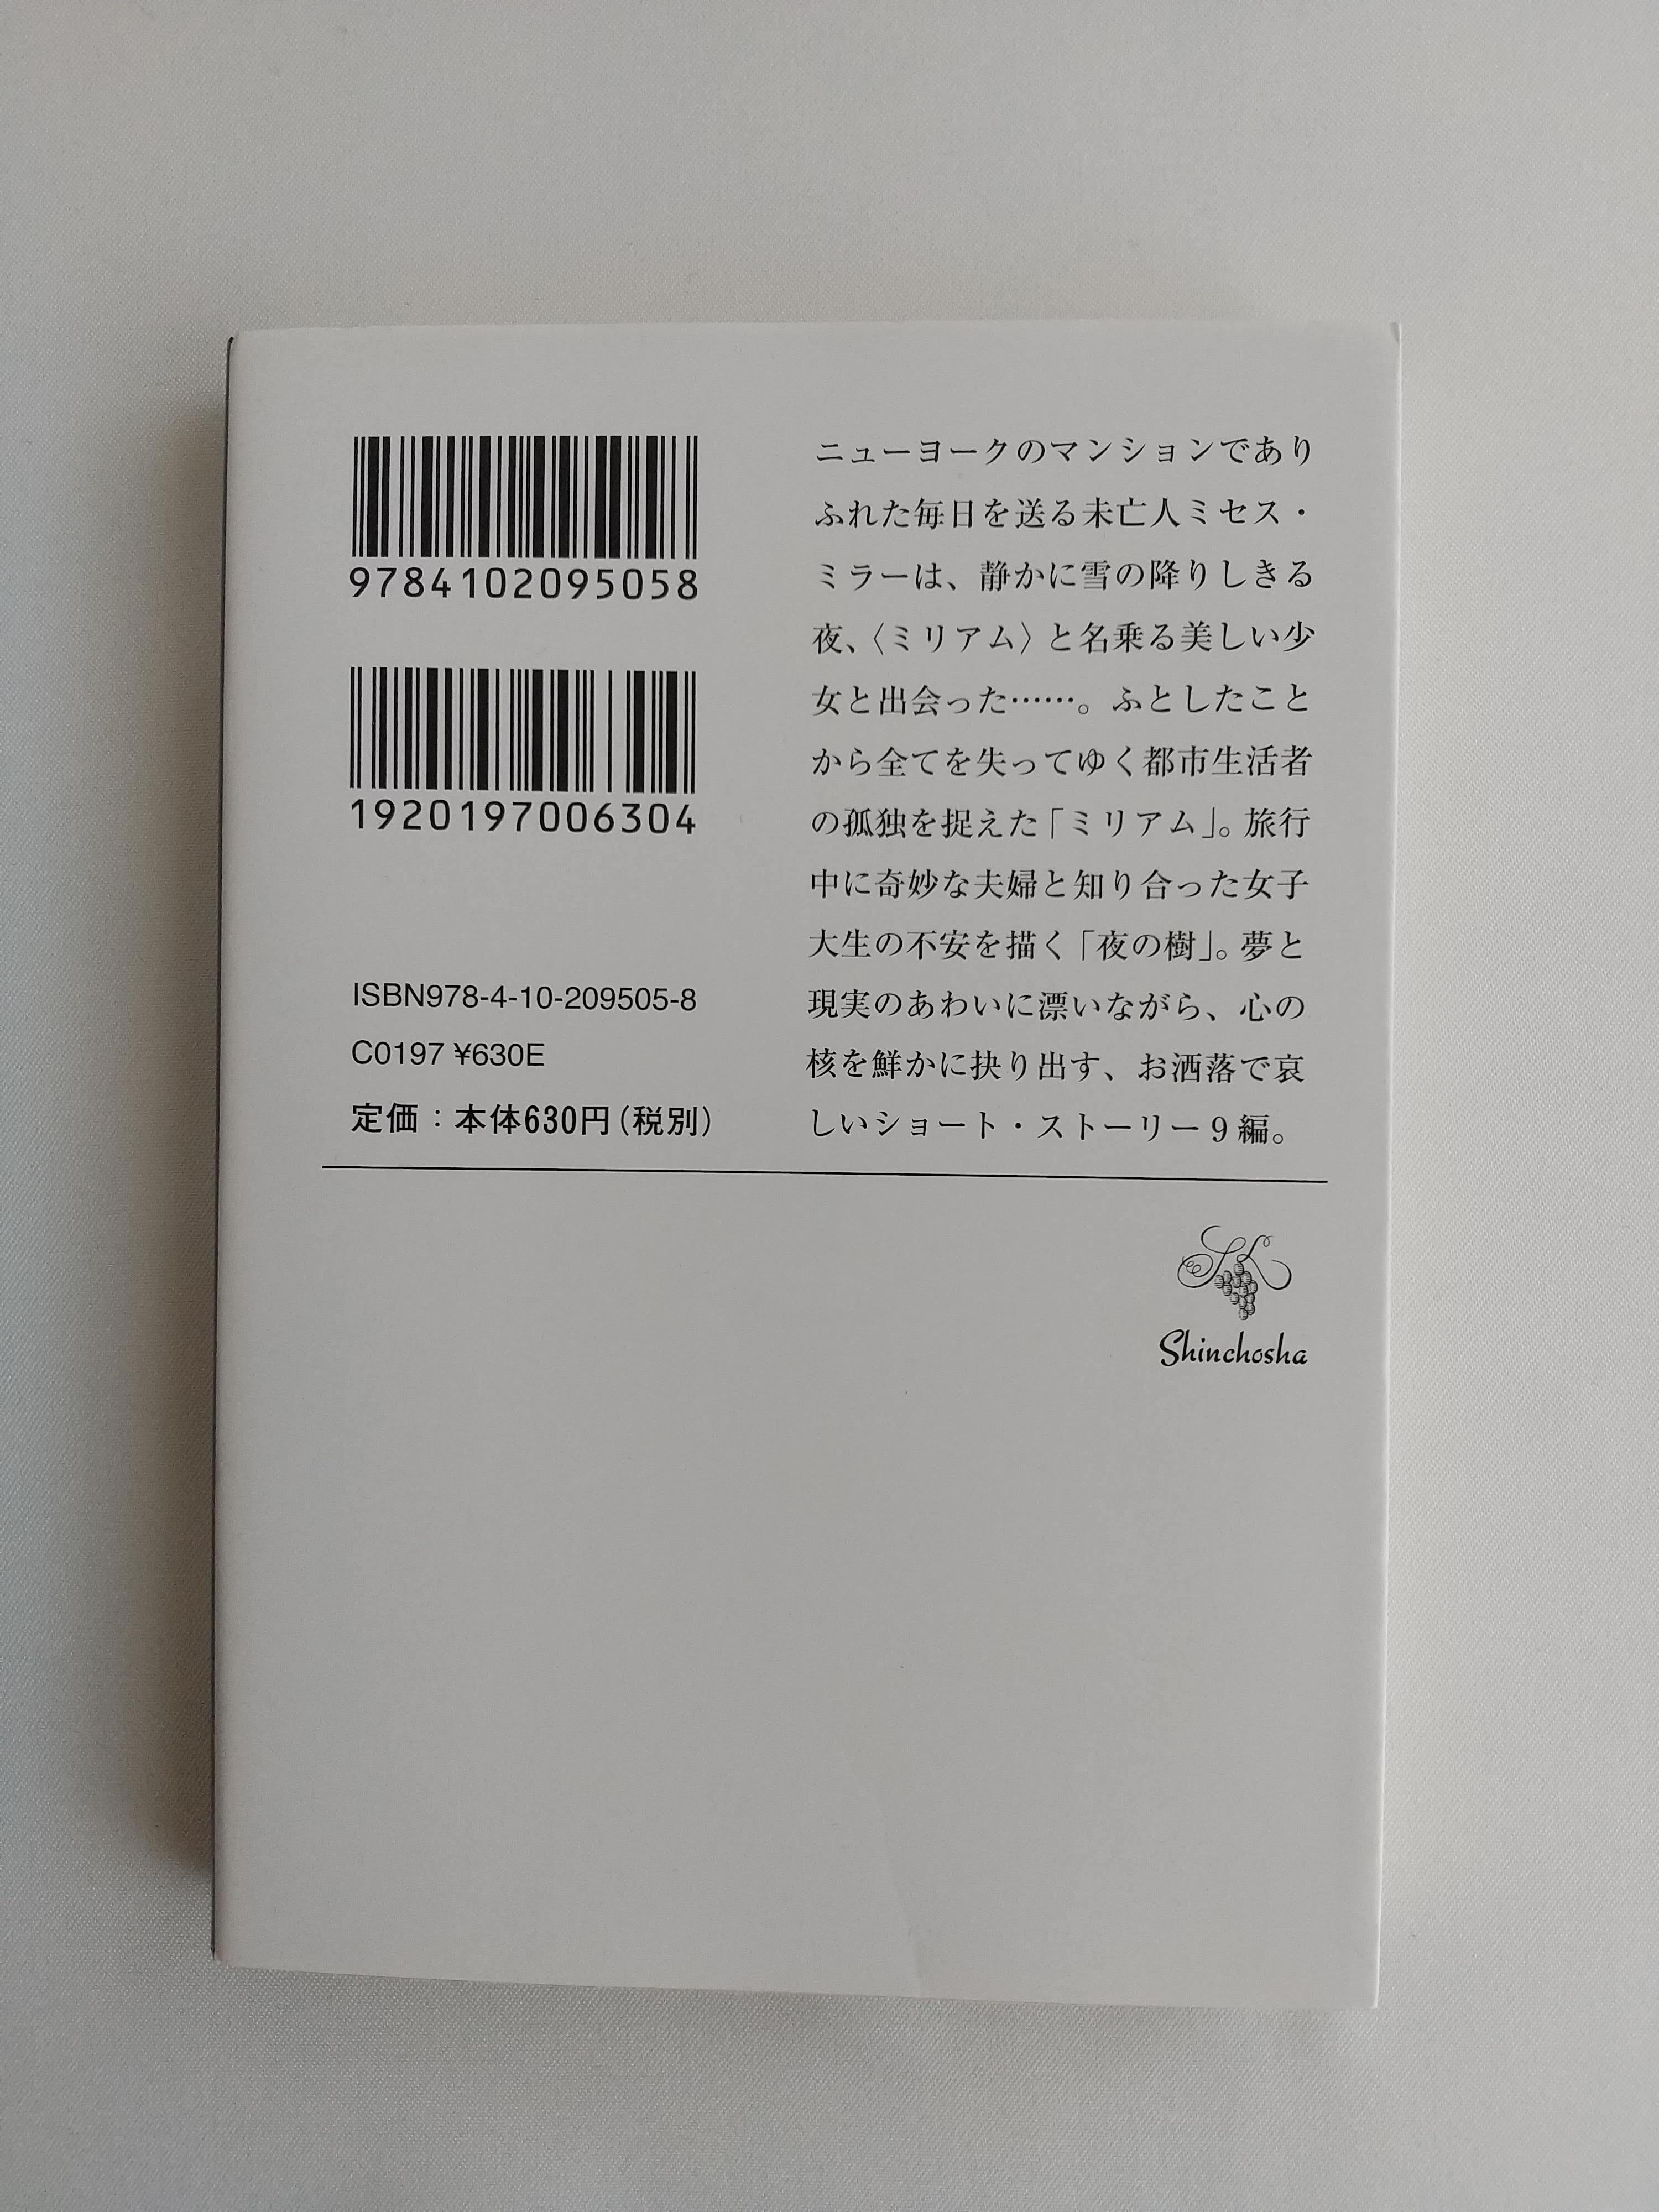 9784102095058
1920197006304
ISBN978-4-10-209505-8
C0197 ¥630E
定価：本体630円（税別）
ニューヨークのマンションであり
ふれた毎日を送る未亡人ミセス・
ミラーは、静かに雪の降りしきる
夜、〈ミリアム〉と名乗る美しい少
女と出会った……。ふとしたこと
から全てを失ってゆく都市生活者
の孤独を捉えた「ミリアム」。旅行
中に奇妙な夫婦と知り合った女子
大生の不安を描く「夜の樹」。夢と
現実のあわいに漂いながら、心の
核を鮮かに抉り出す、お洒落で哀
しいショート・ストーリー９編。
Shinchosha